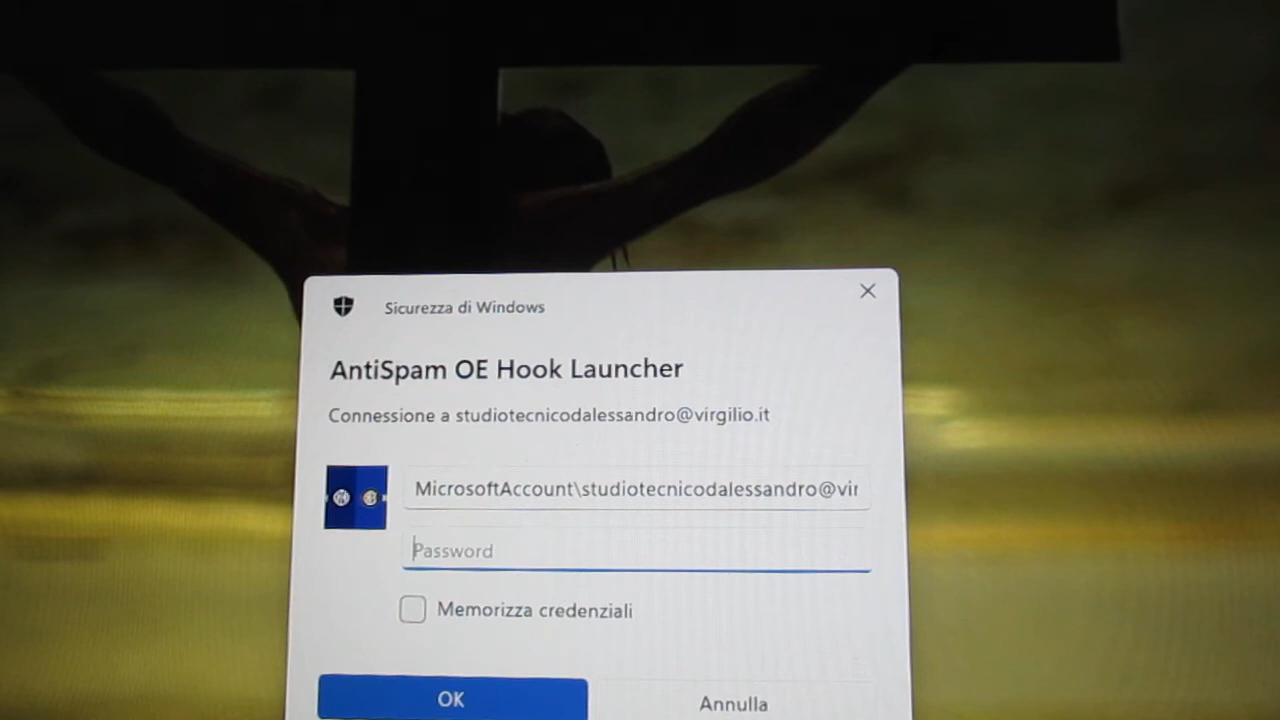 Sicurezza di Windows
AntiSpam OE Hook Launcher
Connessione a studiotecnicodalessandro@virgilio.it
MicrosoftAccount\studiotecnicodalessandro@vir
Password
Memorizza credenziali
OK
Annulla